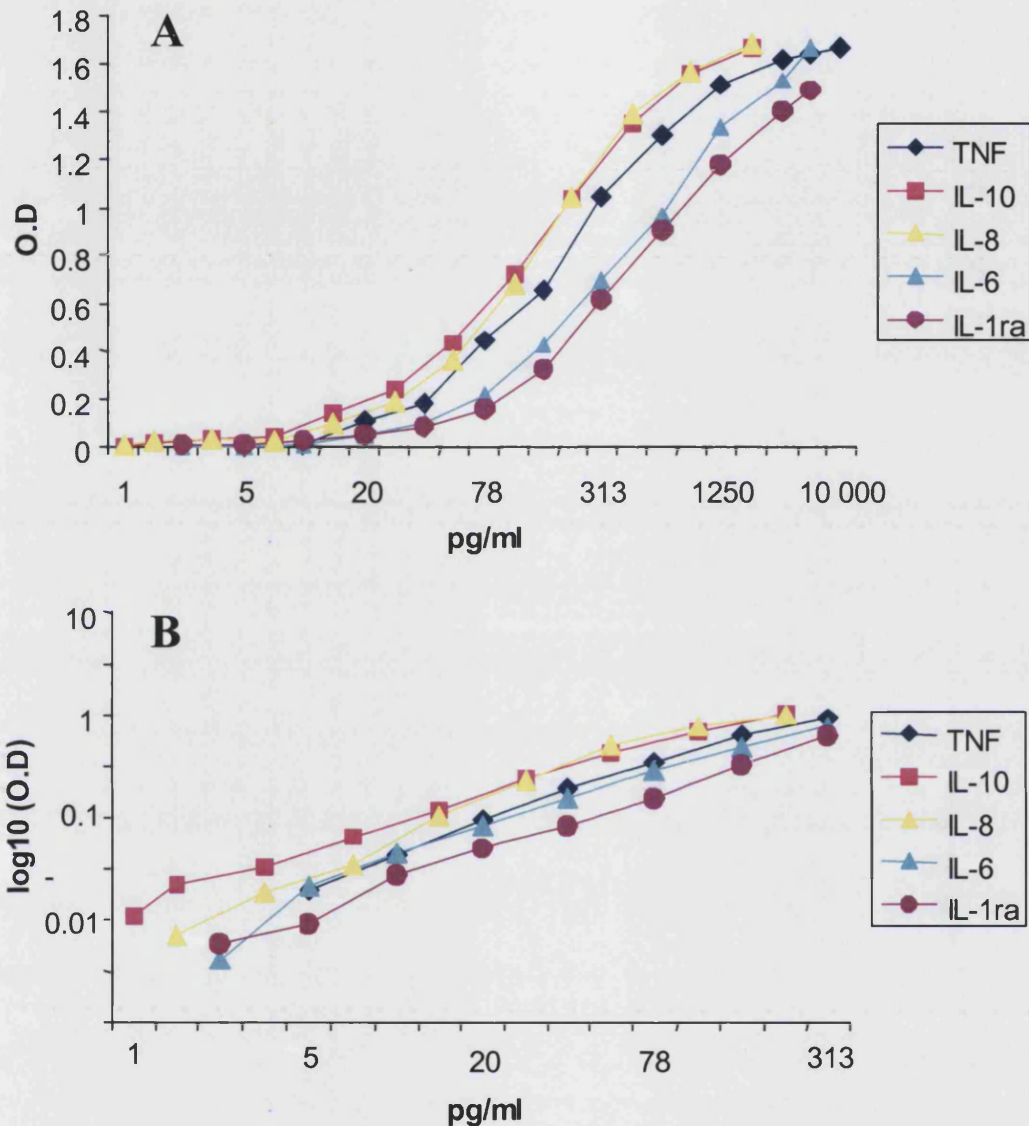 A
1.8
1.6
1.4
1.2
1
0.8
0.6
0.4
0.2
0
O.D
1 5 20 78 313 1250 10 000
pg/ml
TNF
IL-10
IL-8
IL-6
IL-1ra
B
10
1
0.1
0.01
log10 (O.D)
1 5 20 78 313
pg/ml
TNF
IL-10
IL-8
IL-6
IL-1ra